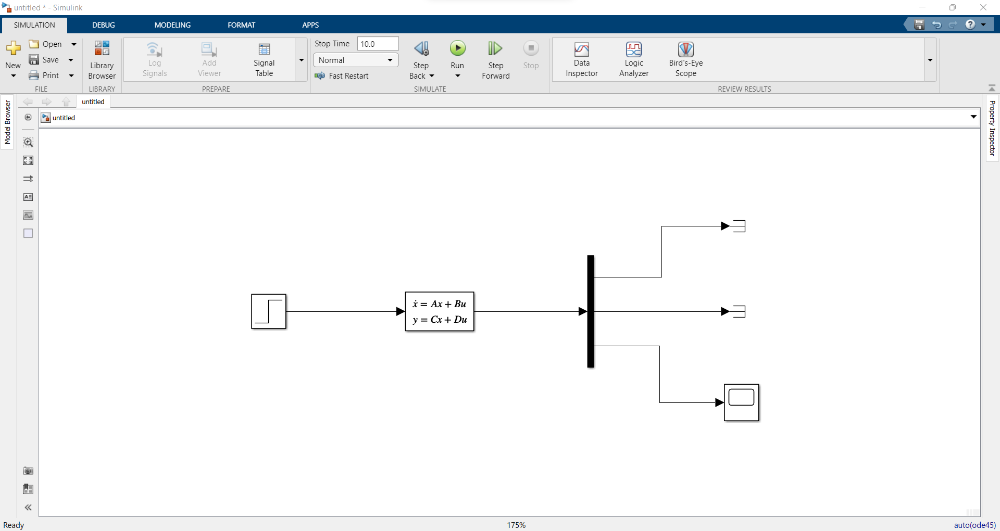 untitled * - Simulink
SIMULATION DEBUG MODELING FORMAT APPS
New
Open
Save
Print
FILE
Library
Browser
LIBRARY
Log
Signals
Add
Viewer
Signal
Table
PREPARE
Stop Time 10.0
Normal
Fast Restart
Step
Back
Run
Step
Forward
Stop
SIMULATE
Data
Inspector
Logic
Analyzer
Bird's-Eye
Scope
REVIEW RESULTS
Model Browser
untitled
untitled
Property Inspector
ẋ = Ax + Bu
y = Cx + Du
Ready 175% auto(ode45)